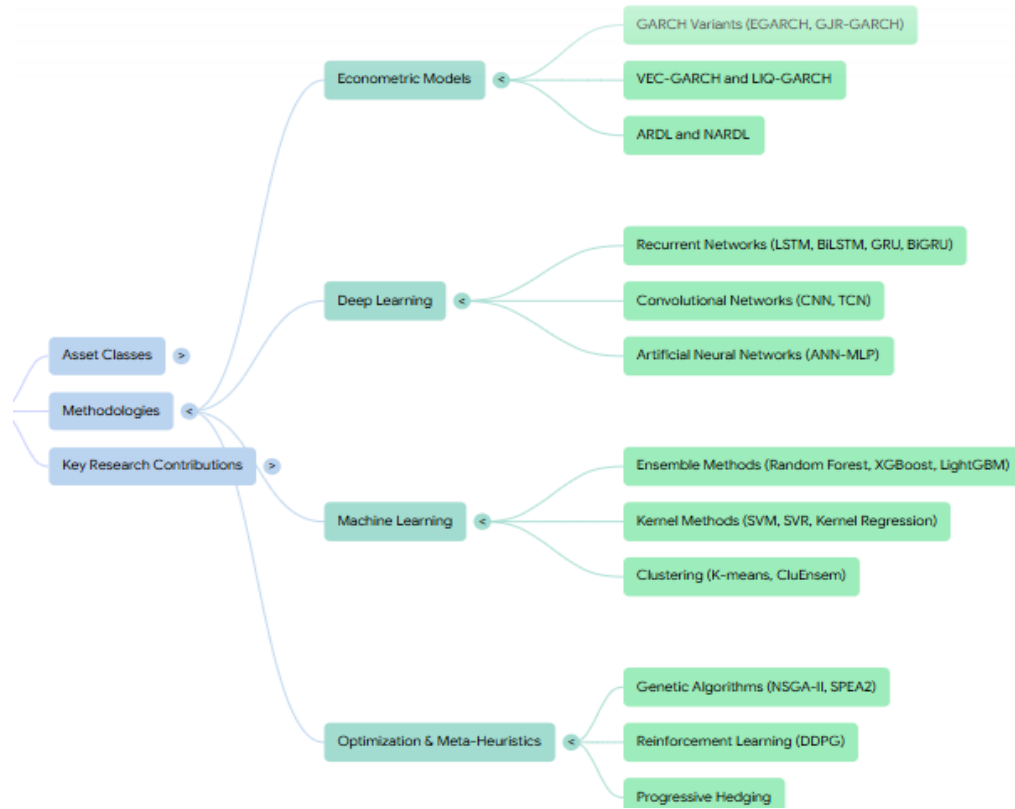 Asset Classes >
Methodologies <
Key Research Contributions >
Econometric Models <
GARCH Variants (EGARCH, GJR-GARCH)
VEC-GARCH and LIQ-GARCH
ARDL and NARDL
Deep Learning <
Recurrent Networks (LSTM, BiLSTM, GRU, BiGRU)
Convolutional Networks (CNN, TCN)
Artificial Neural Networks (ANN-MLP)
Machine Learning <
Ensemble Methods (Random Forest, XGBoost, LightGBM)
Kernel Methods (SVM, SVR, Kernel Regression)
Clustering (K-means, CluEnsem)
Optimization & Meta-Heuristics <
Genetic Algorithms (NSGA-II, SPEA2)
Reinforcement Learning (DDPG)
Progressive Hedging